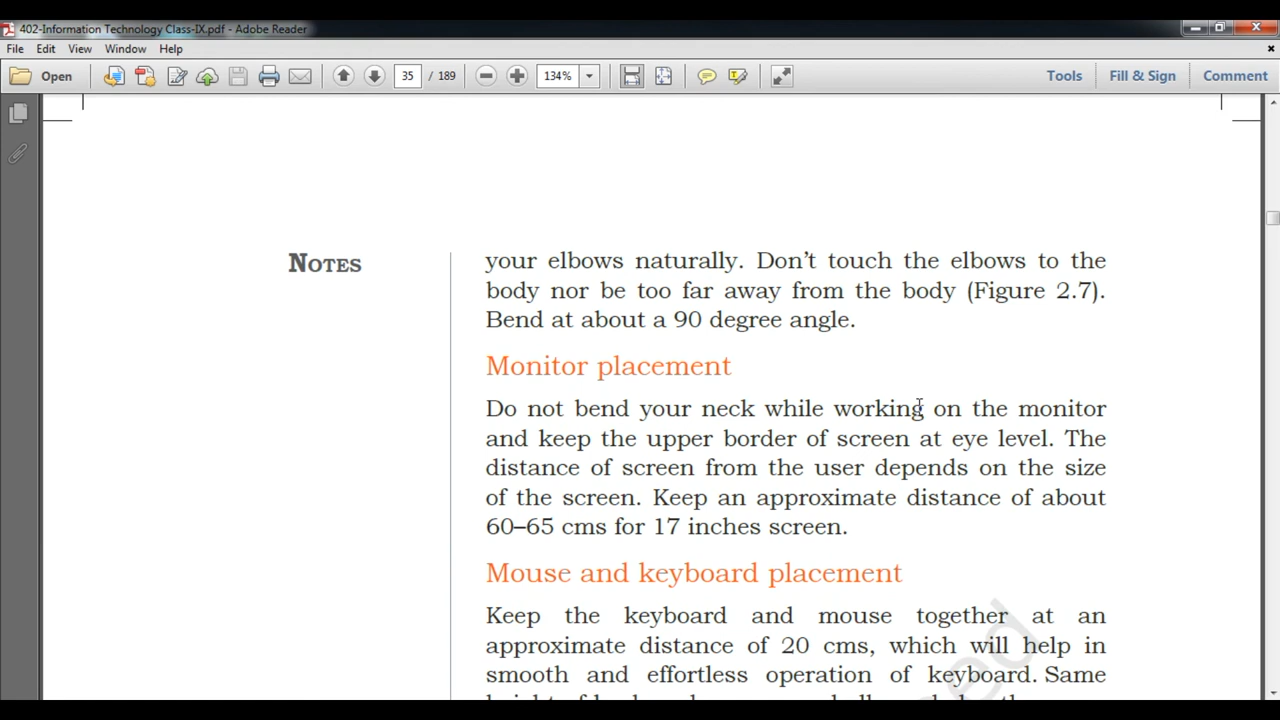 402-Information Technology Class-IX.pdf - Adobe Reader
File Edit View Window Help
Open 35 / 189 134% Tools Fill & Sign Comment
NOTES
your elbows naturally. Don't touch the elbows to the
body nor be too far away from the body (Figure 2.7).
Bend at about a 90 degree angle.
Monitor placement
Do not bend your neck while working on the monitor
and keep the upper border of screen at eye level. The
distance of screen from the user depends on the size
of the screen. Keep an approximate distance of about
60–65 cms for 17 inches screen.
Mouse and keyboard placement
Keep the keyboard and mouse together at an
approximate distance of 20 cms, which will help in
smooth and effortless operation of keyboard. Same